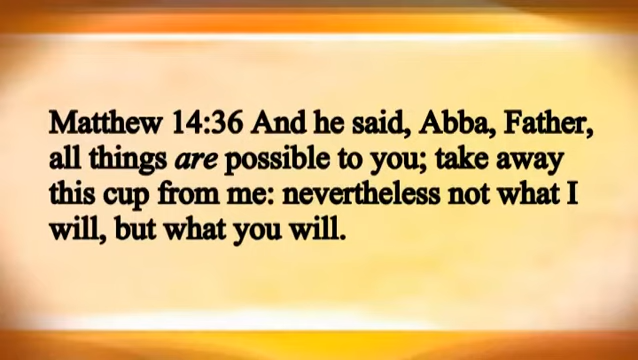 Matthew 14:36 And he said, Abba, Father,
all things are possible to you; take away
this cup from me: nevertheless not what I
will, but what you will.